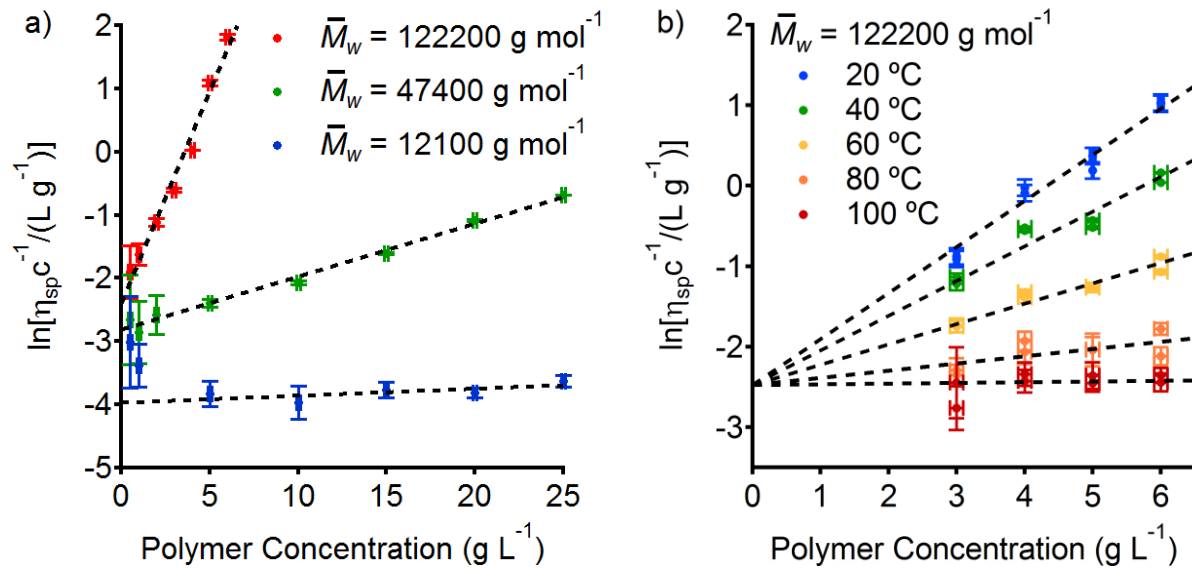 a)
ln[ηsp c⁻¹/(L g⁻¹)]
2
1
0
-1
-2
-3
-4
-5
M̅w = 122200 g mol⁻¹
M̅w = 47400 g mol⁻¹
M̅w = 12100 g mol⁻¹
0 5 10 15 20 25
Polymer Concentration (g L⁻¹)
b)
ln[ηsp c⁻¹/(L g⁻¹)]
2
1
0
-1
-2
-3
M̅w = 122200 g mol⁻¹
20 ºC
40 ºC
60 ºC
80 ºC
100 ºC
0 1 2 3 4 5 6
Polymer Concentration (g L⁻¹)